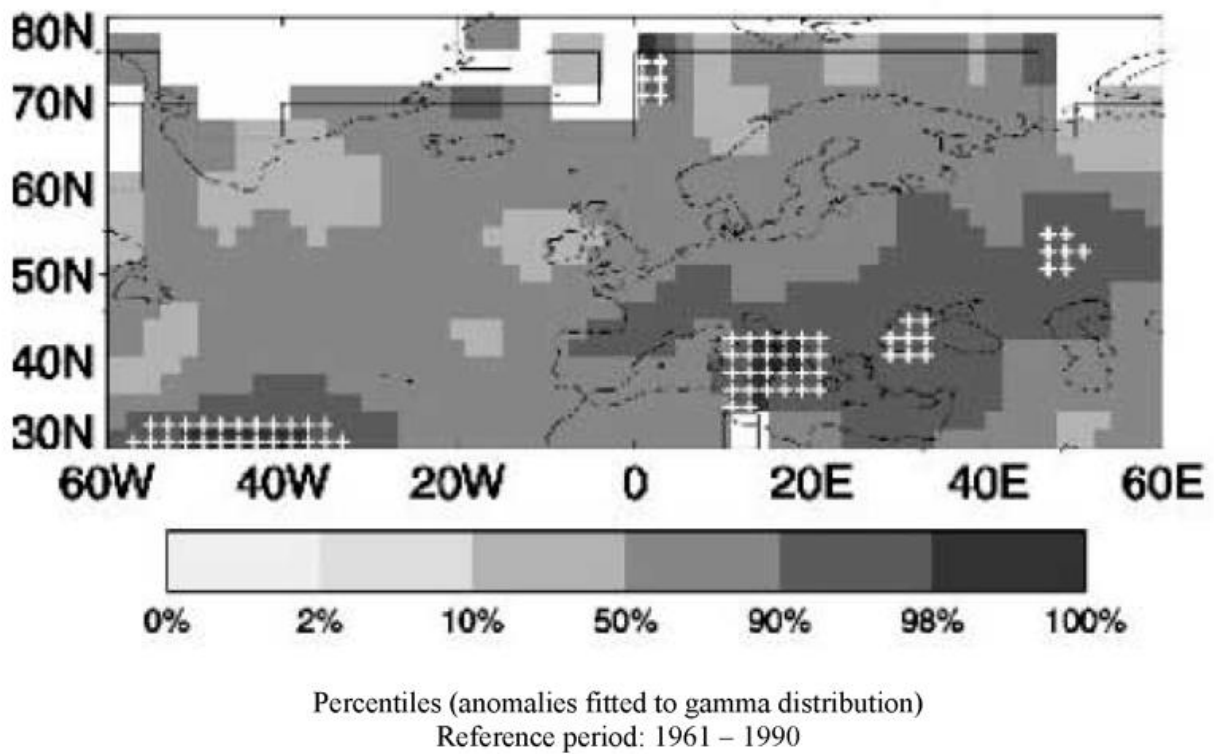 80N
70N
60N
50N
40N
30N
60W 40W 20W 0 20E 40E 60E
0% 2% 10% 50% 90% 98% 100%
Percentiles (anomalies fitted to gamma distribution)
Reference period: 1961 – 1990